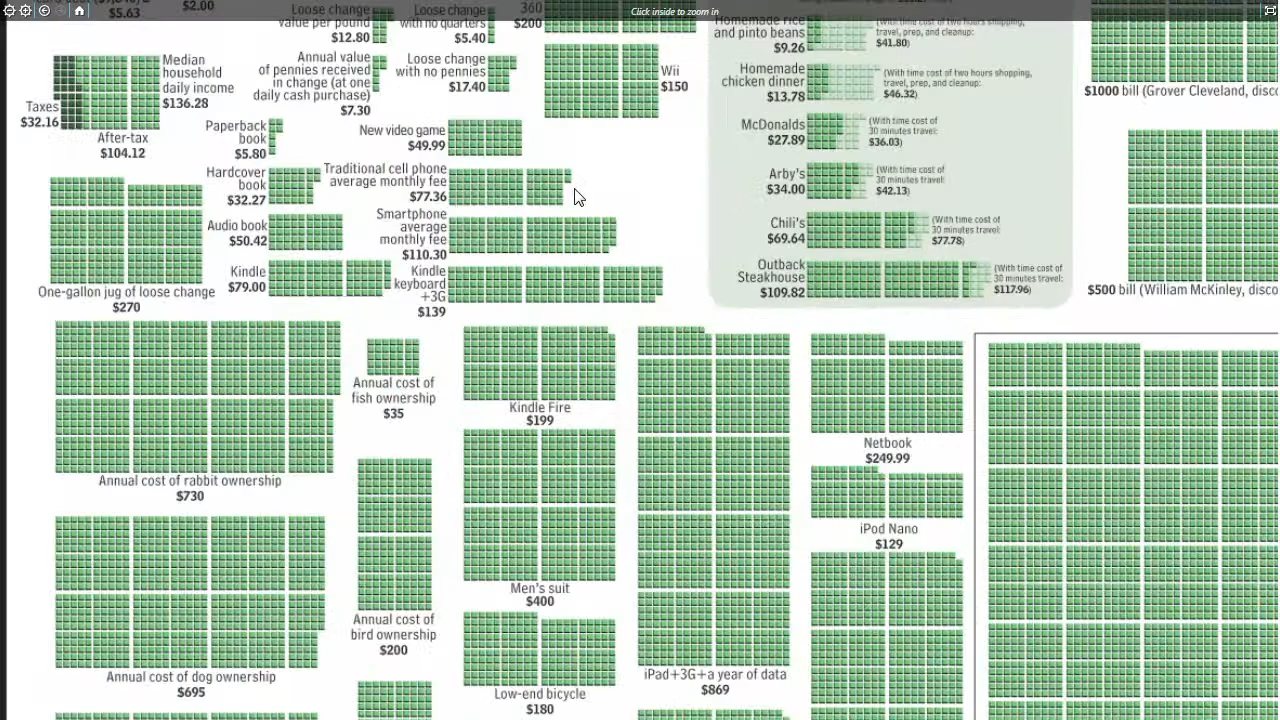 Click inside to zoom in
$5.63
$2.00
Loose change
value per pound
$12.80
Loose change
with no quarters
$5.40
360
$200
Median
household
daily income
$136.28
Taxes
$32.16
After-tax
$104.12
Annual value
of pennies received
in change (at one
daily cash purchase)
$7.30
Loose change
with no pennies
$17.40
Wii
$150
Paperback
book
$5.80
New video game
$49.99
Hardcover
book
$32.27
Traditional cell phone
average monthly fee
$77.36
Audio book
$50.42
Smartphone
average
monthly fee
$110.30
Kindle
$79.00
Kindle
keyboard
+3G
$139
One-gallon jug of loose change
$270
Homemade rice
and pinto beans
$9.26
(With time cost of two hours shopping,
travel, prep, and cleanup:
$41.80)
Homemade
chicken dinner
$13.78
(With time cost of two hours shopping,
travel, prep, and cleanup:
$46.32)
McDonalds
$27.89
(With time cost of
30 minutes travel:
$36.03)
Arby's
$34.00
(With time cost of
30 minutes travel:
$42.13)
Chili's
$69.64
(With time cost of
30 minutes travel:
$77.78)
Outback
Steakhouse
$109.82
(With time cost of
30 minutes travel:
$117.96)
$1000 bill (Grover Cleveland, disco
$500 bill (William McKinley, disco
Annual cost of rabbit ownership
$730
Annual cost of
fish ownership
$35
Kindle Fire
$199
Netbook
$249.99
iPod Nano
$129
Men's suit
$400
Annual cost of
bird ownership
$200
Annual cost of dog ownership
$695
Low-end bicycle
$180
iPad+3G+a year of data
$869